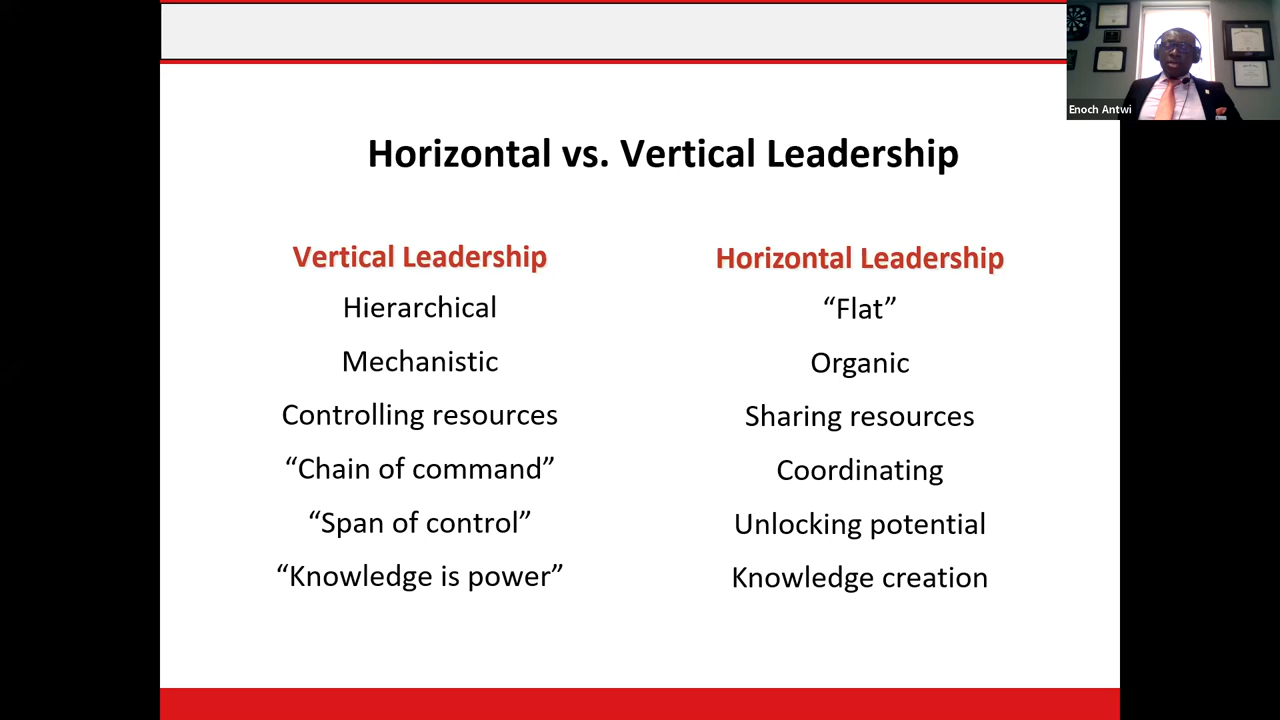 Enoch Antwi
Horizontal vs. Vertical Leadership
Vertical Leadership
Hierarchical
Mechanistic
Controlling resources
“Chain of command”
“Span of control”
“Knowledge is power”
Horizontal Leadership
“Flat”
Organic
Sharing resources
Coordinating
Unlocking potential
Knowledge creation